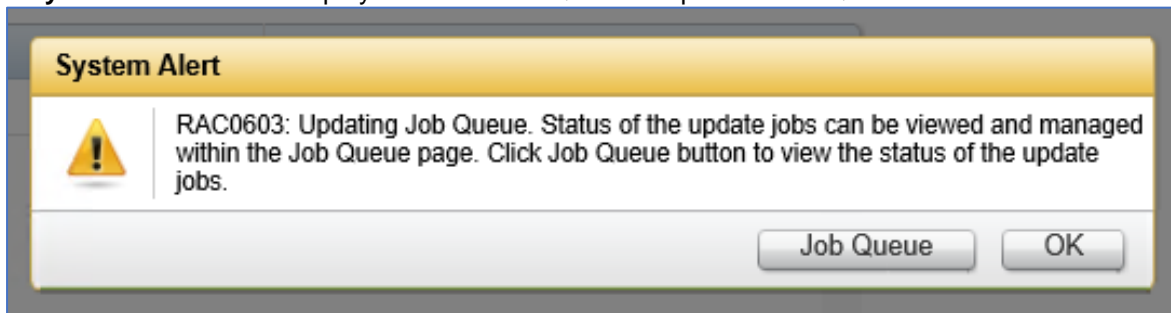 System Alert
RAC0603: Updating Job Queue. Status of the update jobs can be viewed and managed
within the Job Queue page. Click Job Queue button to view the status of the update
jobs.
Job Queue OK